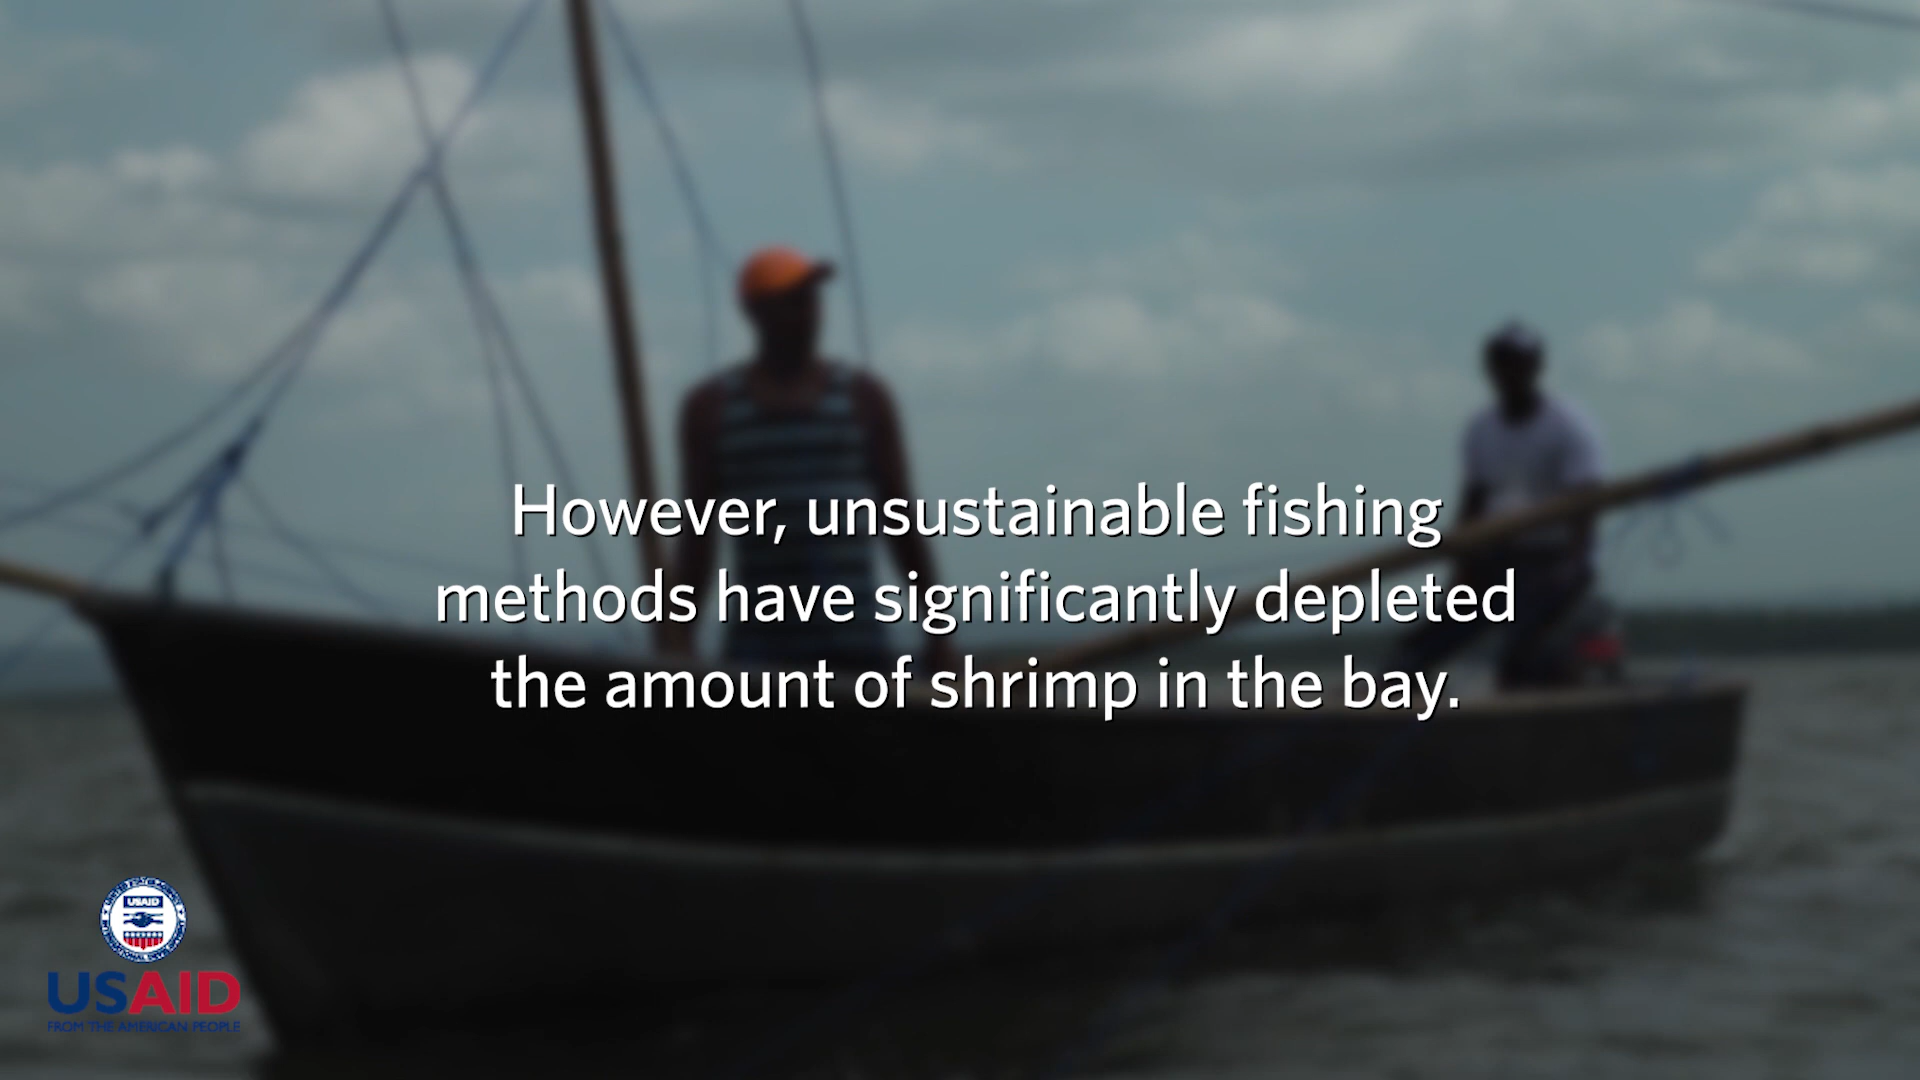 However, unsustainable fishing
methods have significantly depleted
the amount of shrimp in the bay.
USAID
USAID
FROM THE AMERICAN PEOPLE